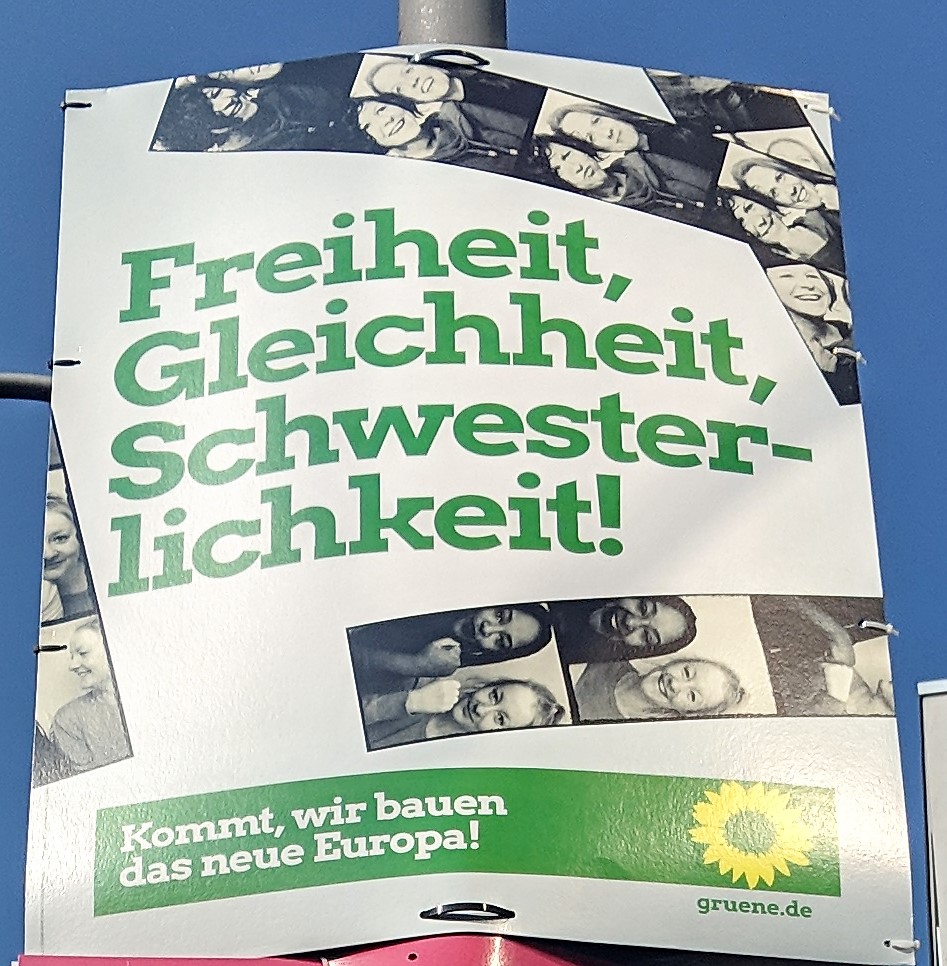 Freiheit,
Gleichheit,
Schwester-
lichkeit!
Kommt, wir bauen
das neue Europa!
gruene.de